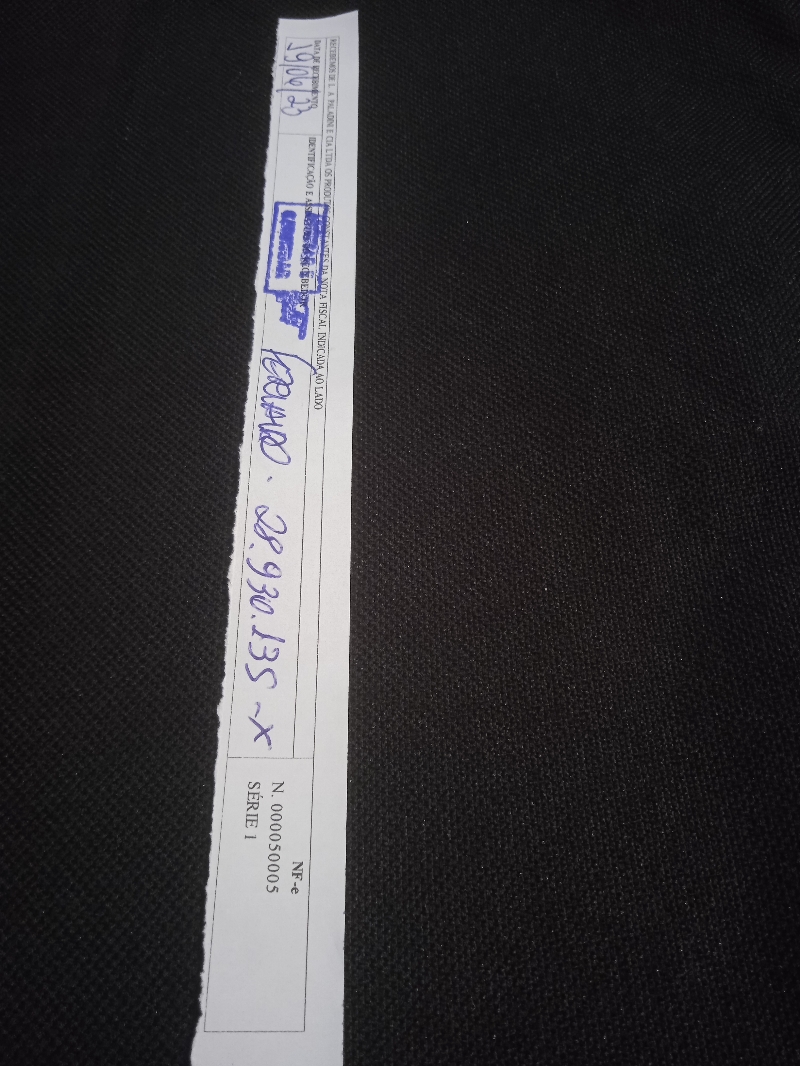 RECEBEMOS DE L. A. PALADINI E CIA LTDA OS PRODUTOS CONSTANTES DA NOTA FISCAL INDICADA AO LADO
DATA DE RECEBIMENTO
IDENTIFICAÇÃO E ASSINATURA DO RECEBEDOR
19/06/23
28.930.135-X
NF-e
N. 000050005
SÉRIE 1